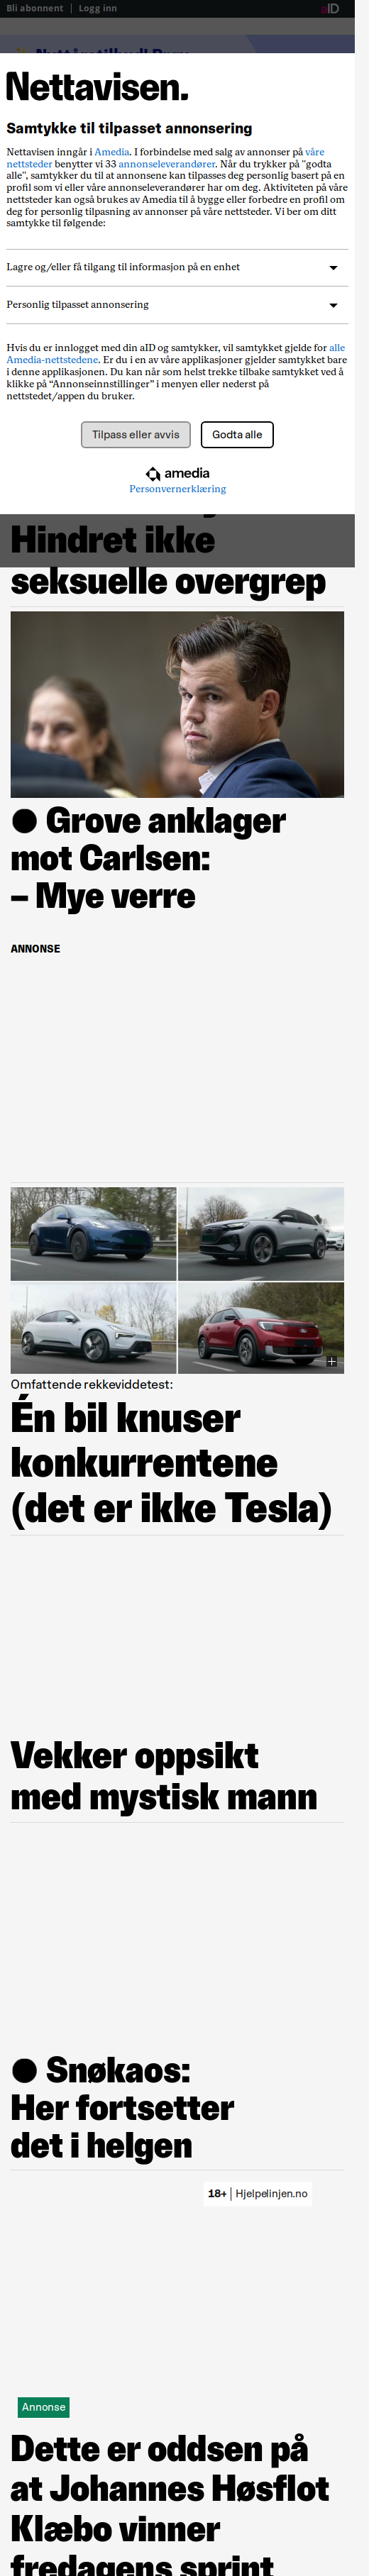 Bli abonnent | Logg inn
aID
Nettavisen.
Samtykke til tilpasset annonsering
Nettavisen inngår i Amedia. I forbindelse med salg av annonser på våre
nettsteder benytter vi 33 annonseleverandører. Når du trykker på "godta
alle", samtykker du til at annonsene kan tilpasses deg personlig basert på en
profil som vi eller våre annonseleverandører har om deg. Aktiviteten på våre
nettsteder kan også brukes av Amedia til å bygge eller forbedre en profil om
deg for personlig tilpasning av annonser på våre nettsteder. Vi ber om ditt
samtykke til følgende:
Lagre og/eller få tilgang til informasjon på en enhet
Personlig tilpasset annonsering
Hvis du er innlogget med din aID og samtykker, vil samtykket gjelde for alle
Amedia-nettstedene. Er du i en av våre applikasjoner gjelder samtykket bare
i denne applikasjonen. Du kan når som helst trekke tilbake samtykket ved å
klikke på “Annonseinnstillinger” i menyen eller nederst på
nettstedet/appen du bruker.
Tilpass eller avvis
Godta alle
amedia
Personvernerklæring
Hindret ikke
seksuelle overgrep
● Grove anklager
mot Carlsen:
– Mye verre
ANNONSE
Omfattende rekkeviddetest:
Én bil knuser
konkurrentene
(det er ikke Tesla)
Vekker oppsikt
med mystisk mann
● Snøkaos:
Her fortsetter
det i helgen
18+ | Hjelpelinjen.no
Annonse
Dette er oddsen på
at Johannes Høsflot
Klæbo vinner
fredagens sprint